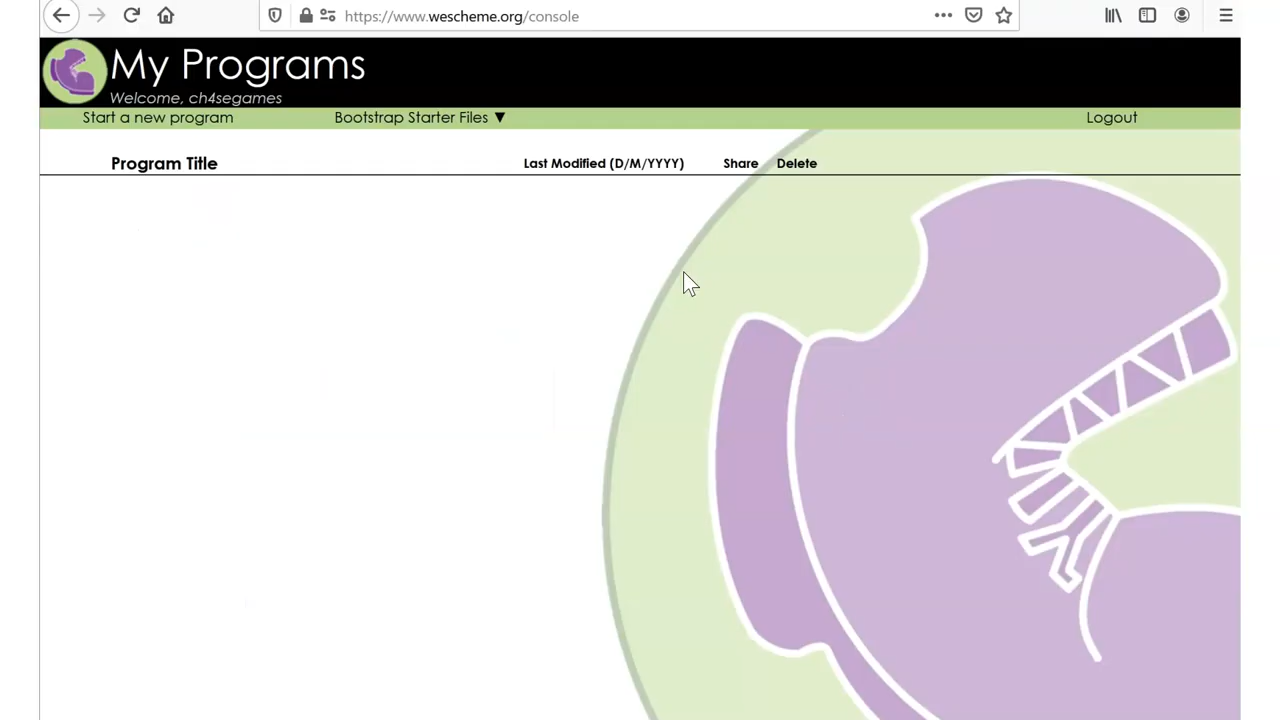 https://www.wescheme.org/console
My Programs
Welcome, ch4segames
Start a new program Bootstrap Starter Files ▼ Logout
Program Title Last Modified (D/M/YYYY) Share Delete